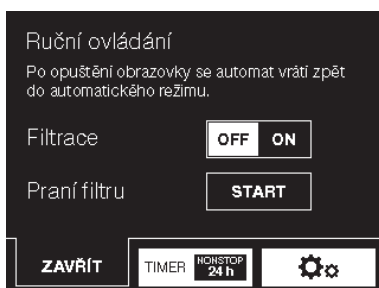 Ruční ovládání
Po opuštění obrazovky se automat vrátí zpět
do automatického režimu.
Filtrace OFF ON
Praní filtru START
ZAVŘÍT TIMER NONSTOP
24 h